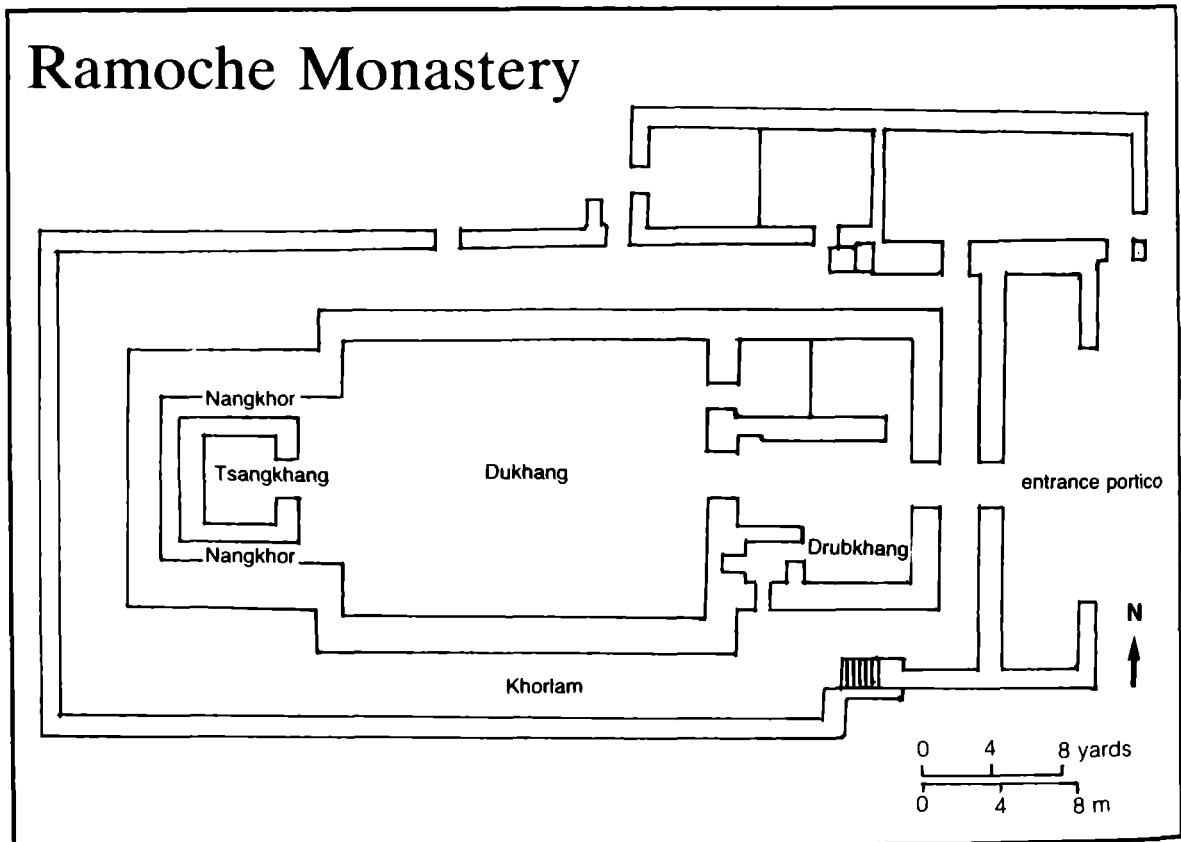 Ramoche Monastery
Nangkhor
Tsangkhang
Dukhang
entrance portico
Nangkhor
Drubkhang
N
Khorlam
0 4 8 yards
0 4 8 m